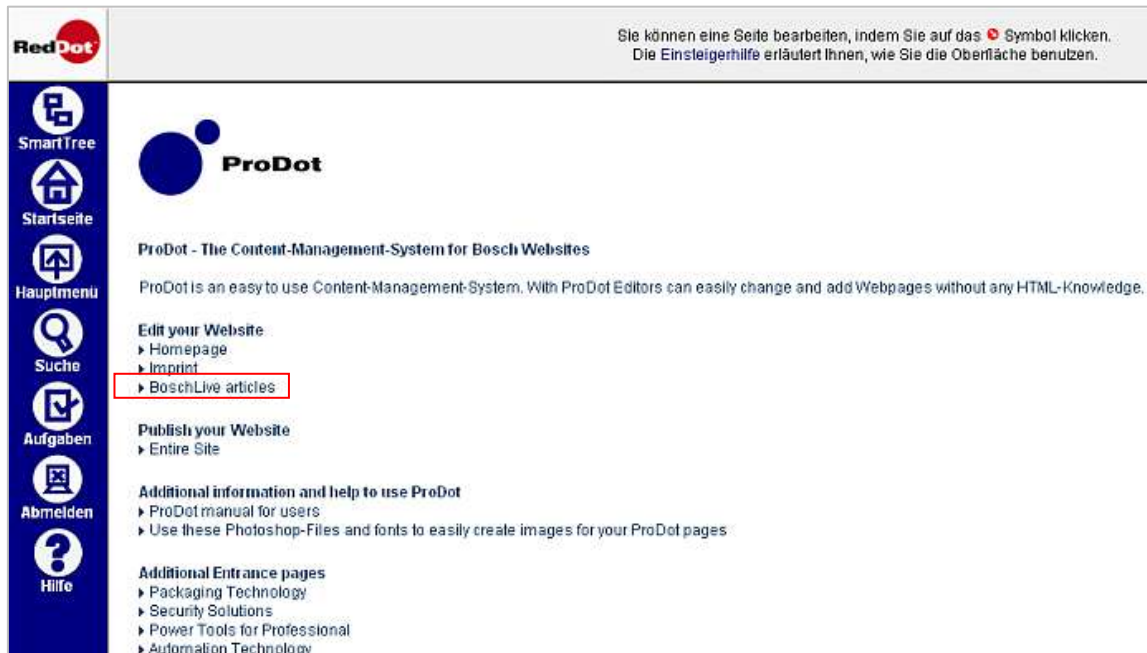 RedDot
Sie können eine Seite bearbeiten, indem Sie auf das Symbol klicken.
Die Einsteigerhilfe erläutert Ihnen, wie Sie die Oberfläche benutzen.
SmartTree
Startseite
Hauptmenü
Suche
Aufgaben
Abmelden
Hilfe
ProDot
ProDot - The Content-Management-System for Bosch Websites
ProDot is an easy to use Content-Management-System. With ProDot Editors can easily change and add Webpages without any HTML-Knowledge.
Edit your Website
Homepage
Imprint
BoschLive articles
Publish your Website
Entire Site
Additional information and help to use ProDot
ProDot manual for users
Use these Photoshop-Files and fonts to easily create images for your ProDot pages
Additional Entrance pages
Packaging Technology
Security Solutions
Power Tools for Professional
Automation Technology